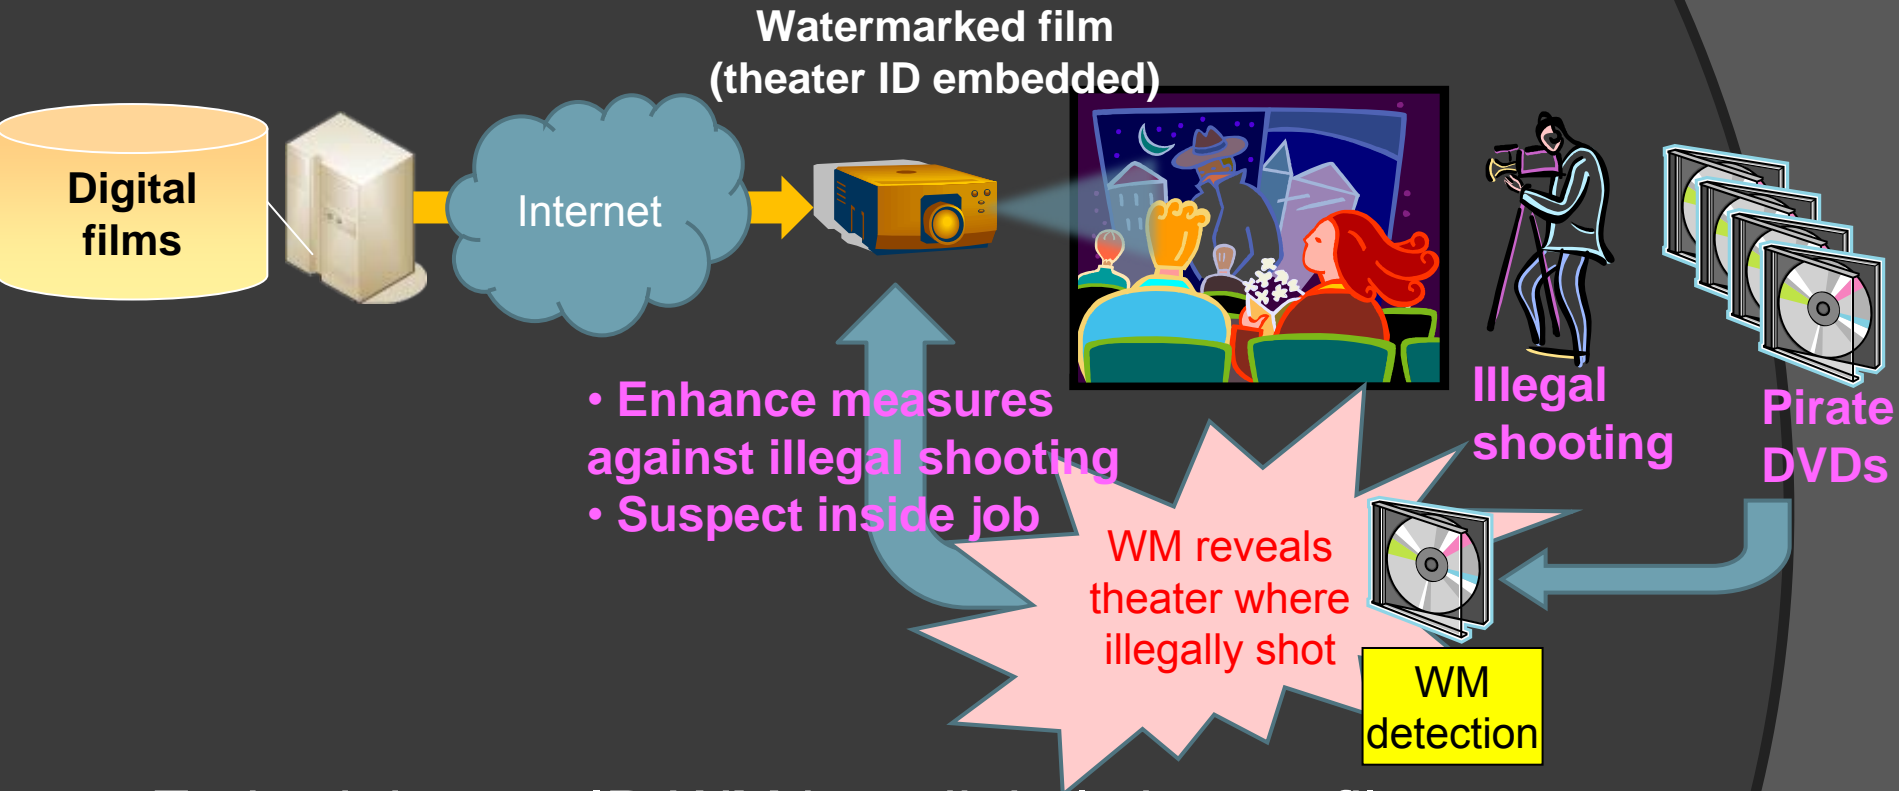 Watermarked film
(theater ID embedded)
Digital
films
Internet
• Enhance measures
against illegal shooting
• Suspect inside job
Illegal
shooting
Pirate
DVDs
WM reveals
theater where
illegally shot
WM
detection